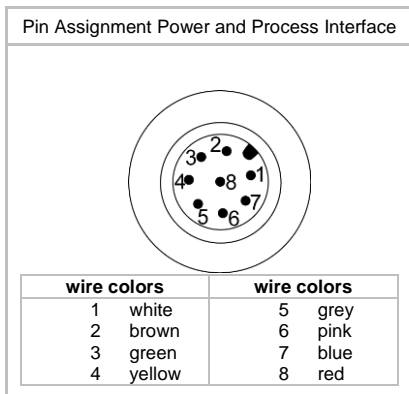 Pin Assignment Power and Process Interface
2
3
1
4
8
7
5
6
wire colors wire colors
1 white 5 grey
2 brown 6 pink
3 green 7 blue
4 yellow 8 red